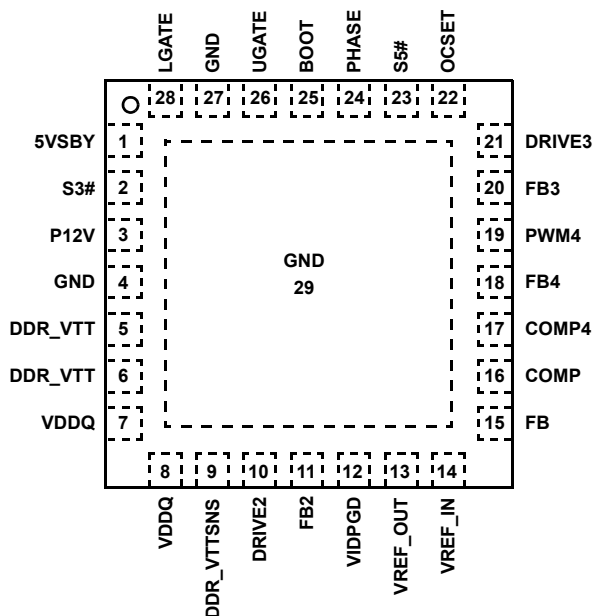 LGATE
GND
UGATE
BOOT
PHASE
S5#
OCSET
28
27
26
25
24
23
22
5VSBY
1
21
DRIVE3
S3#
2
20
FB3
P12V
3
19
PWM4
GND
4
GND
29
18
FB4
DDR_VTT
5
17
COMP4
DDR_VTT
6
16
COMP
VDDQ
7
15
FB
8
9
10
11
12
13
14
VDDQ
DDR_VTTSNS
DRIVE2
FB2
VIDPGD
VREF_OUT
VREF_IN